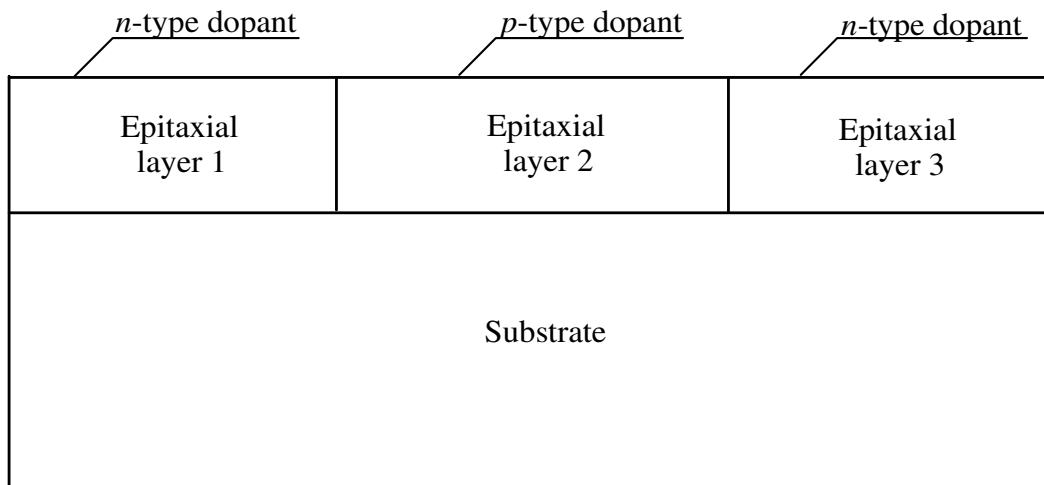 n-type dopant
p-type dopant
n-type dopant
Epitaxial
layer 1
Epitaxial
layer 2
Epitaxial
layer 3
Substrate